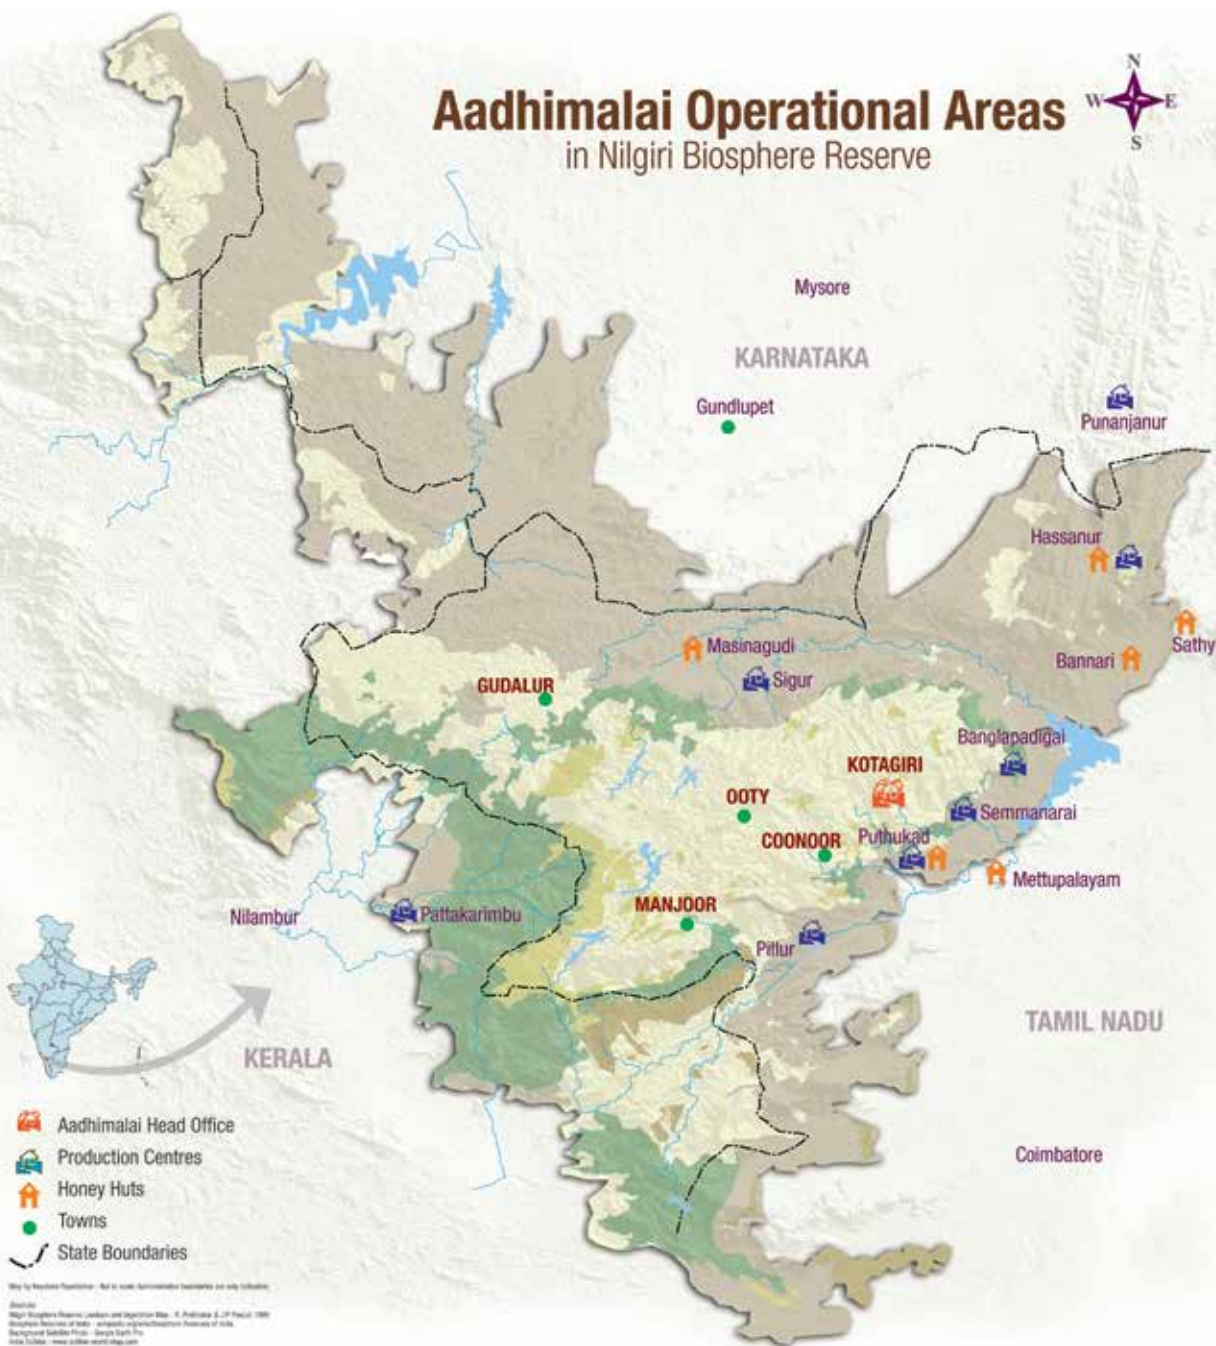 Aadhimalai Operational Areas
in Nilgiri Biosphere Reserve
N
W
E
S
Mysore
KARNATAKA
Gundlupet
Punanjanur
Hassanur
Masinagudi
Sathy
Bannari
Sigur
GUDALUR
Banglapadigai
KOTAGIRI
OOTY
Semmanarai
COONOOR
Puthukad
Mettupalayam
MANJOOR
Nilambur
Pattakarimbu
Pillur
TAMIL NADU
KERALA
Coimbatore
Aadhimalai Head Office
Production Centres
Honey Huts
Towns
State Boundaries